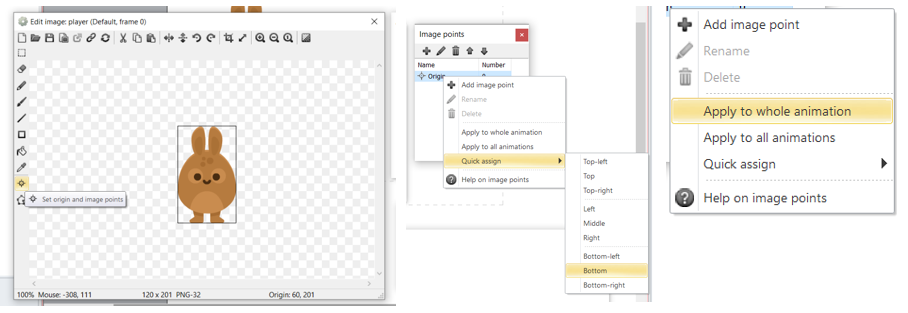 Edit image: player (Default, frame 0)
Set origin and image points
100% Mouse: -308, 111 120 x 201 PNG-32 Origin: 60, 201
Image points
Name Number
Origin
Add image point
Rename
Delete
Apply to whole animation
Apply to all animations
Quick assign
Help on image points
Top-left
Top
Top-right
Left
Middle
Right
Bottom-left
Bottom
Bottom-right
Add image point
Rename
Delete
Apply to whole animation
Apply to all animations
Quick assign
Help on image points